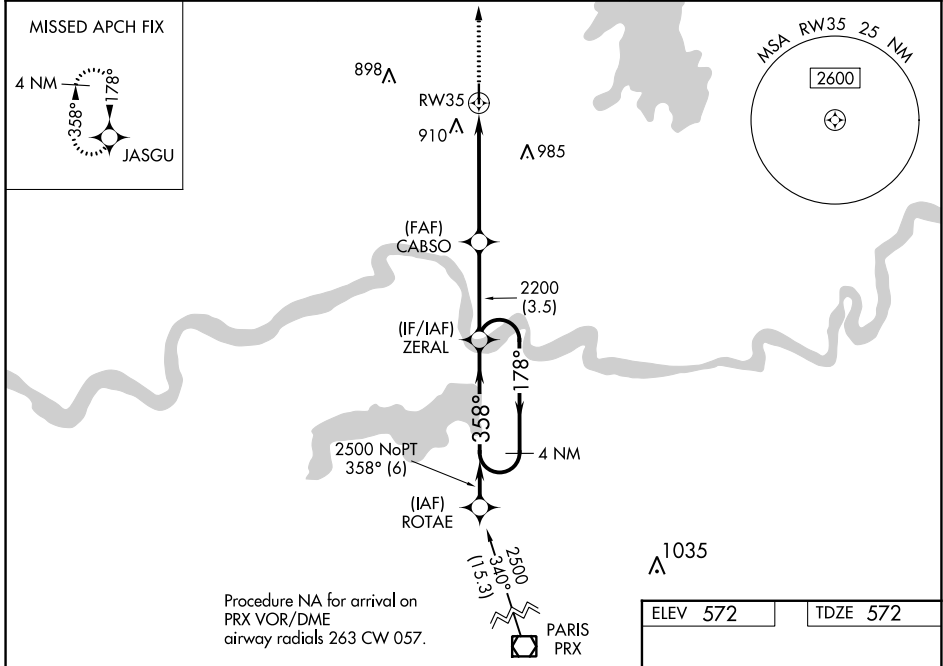 MISSED APCH FIX
4 NM
178°
358°
JASGU
MSA RW35 25 NM
2600
898
RW35
910
985
(FAF)
CABSO
2200
(3.5)
(IF/IAF)
ZERAL
178°
358°
2500 NoPT
358° (6)
4 NM
(IAF)
ROTAE
2500
340°
(15.3)
1035
Procedure NA for arrival on
PRX VOR/DME
airway radials 263 CW 057.
PARIS
PRX
ELEV 572
TDZE 572